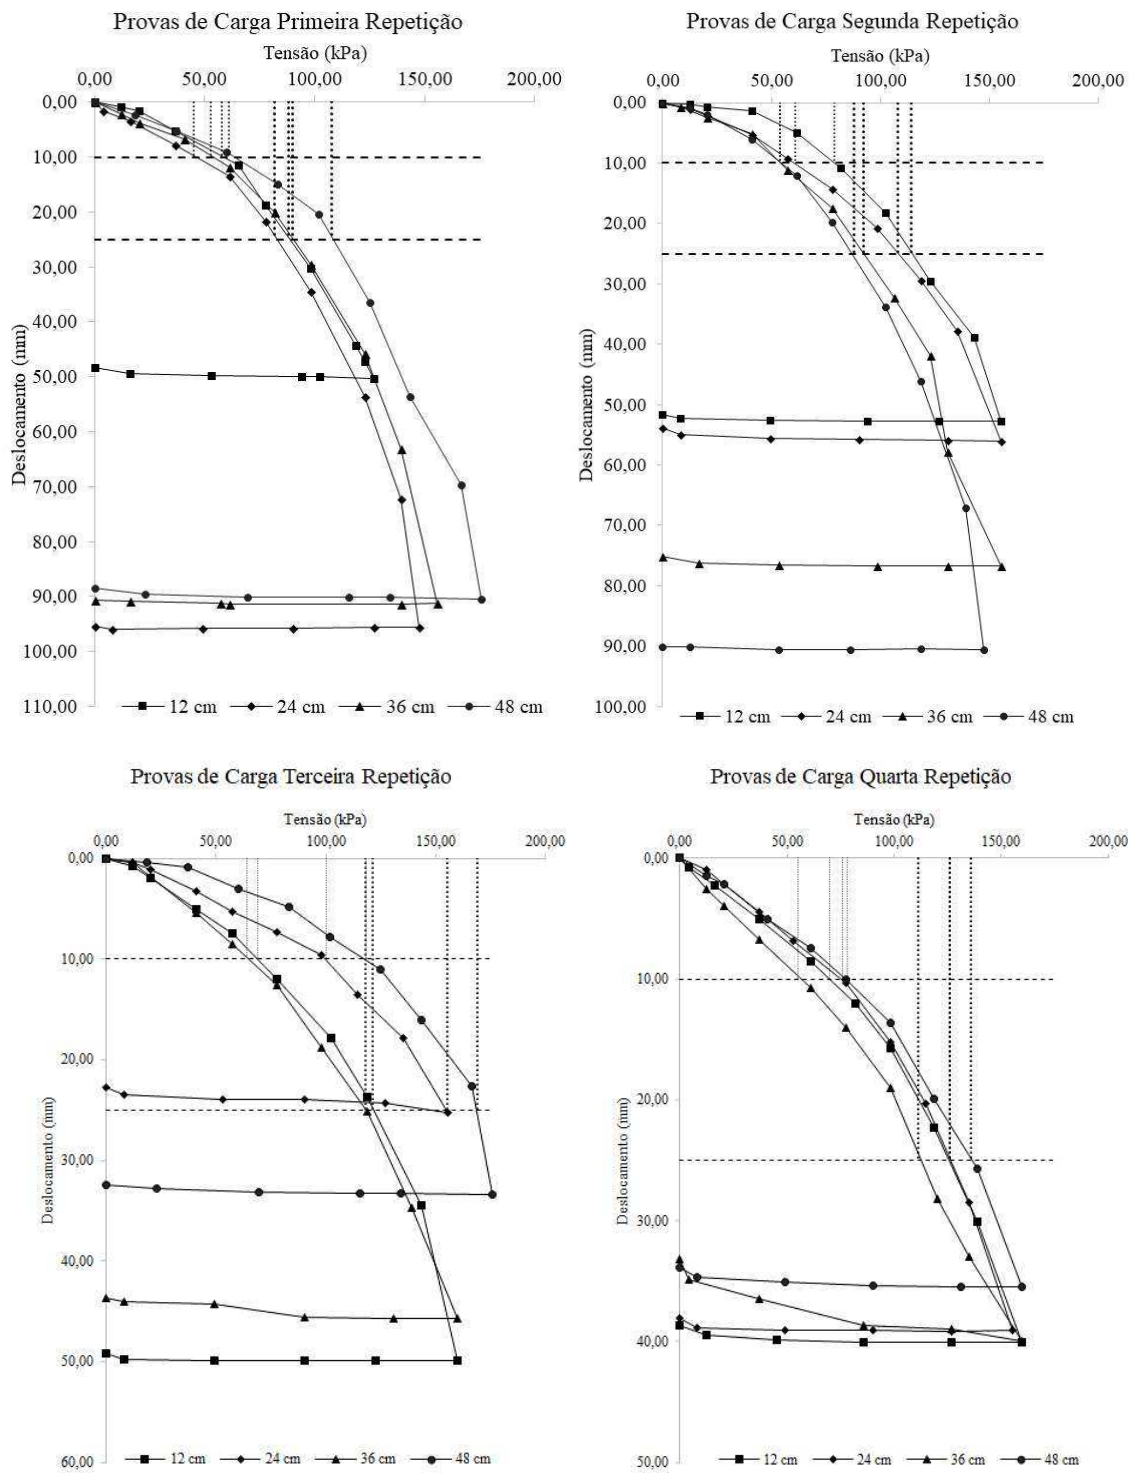 Provas de Carga Primeira Repetição
Tensão (kPa)
0,00 50,00 100,00 150,00 200,00
0,00
10,00
20,00
30,00
40,00
50,00
60,00
70,00
80,00
90,00
100,00
110,00
Deslocamento (mm)
12 cm 24 cm 36 cm 48 cm
Provas de Carga Segunda Repetição
Tensão (kPa)
0,00 50,00 100,00 150,00 200,00
0,00
10,00
20,00
30,00
40,00
50,00
60,00
70,00
80,00
90,00
100,00
Deslocamento (mm)
12 cm 24 cm 36 cm 48 cm
Provas de Carga Terceira Repetição
Tensão (kPa)
0,00 50,00 100,00 150,00 200,00
0,00
10,00
20,00
30,00
40,00
50,00
60,00
Deslocamento (mm)
12 cm 24 cm 36 cm 48 cm
Provas de Carga Quarta Repetição
Tensão (kPa)
0,00 50,00 100,00 150,00 200,00
0,00
10,00
20,00
30,00
40,00
50,00
Deslocamento (mm)
12 cm 24 cm 36 cm 48 cm